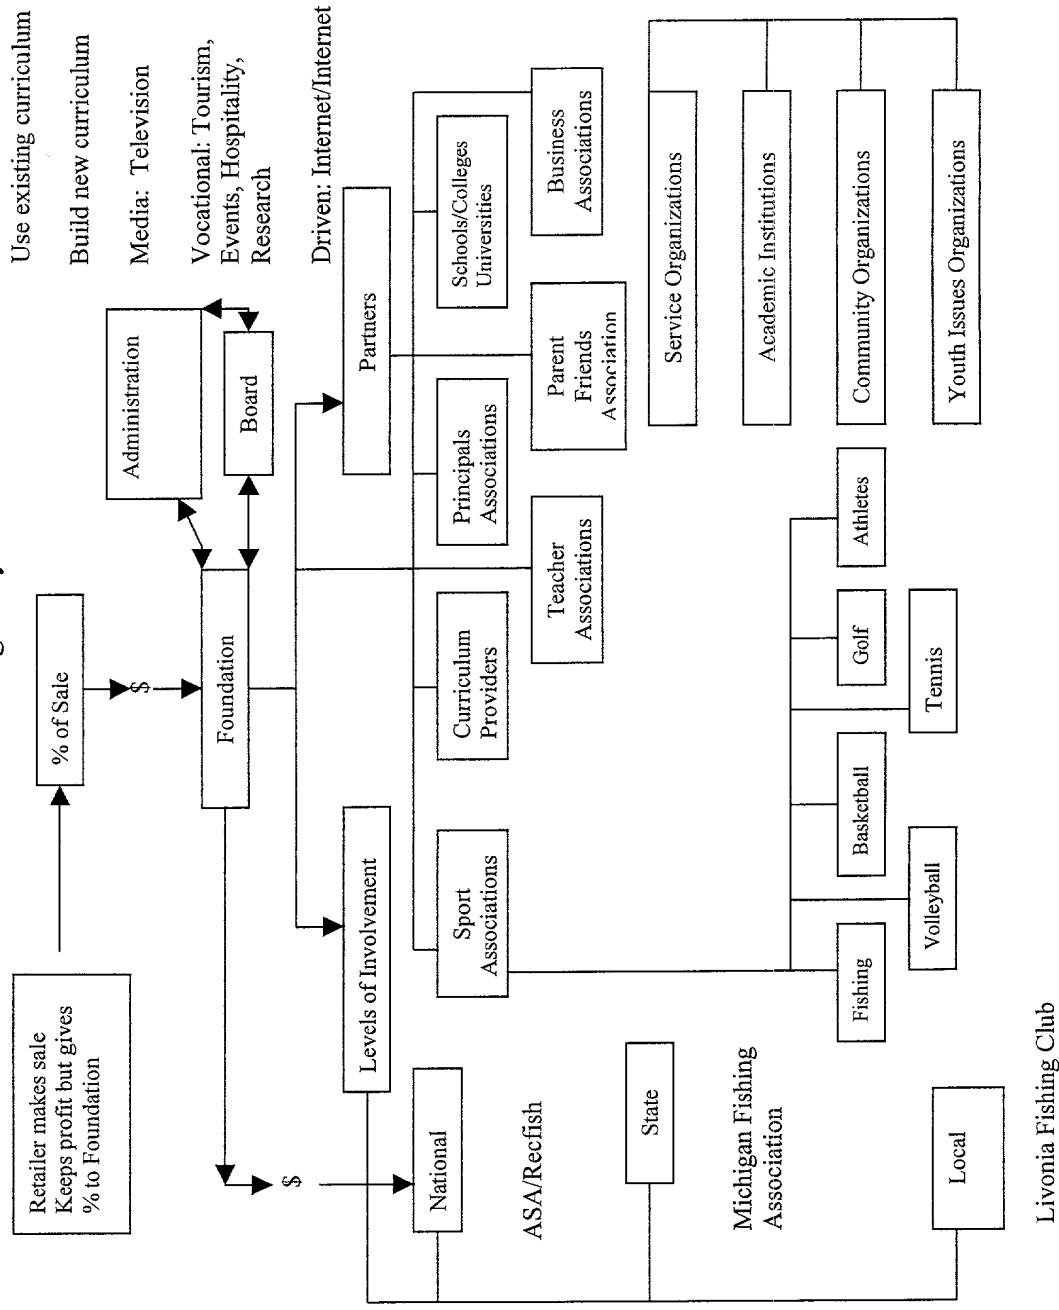 Retailer makes sale
Keeps profit but gives
% to Foundation
% of Sale
$
Foundation
Administration
Board
Use existing curriculum
Build new curriculum
Media: Television
Vocational: Tourism,
Events, Hospitality,
Research
Driven: Internet/Internet
$
Levels of Involvement
Partners
National
ASA/Recfish
State
Michigan Fishing
Association
Local
Livonia Fishing Club
Sport
Associations
Curriculum
Providers
Principals
Associations
Schools/Colleges
Universities
Teacher
Associations
Parent
Friends
Association
Business
Associations
Fishing
Basketball
Golf
Athletes
Volleyball
Tennis
Service Organizations
Academic Institutions
Community Organizations
Youth Issues Organizations